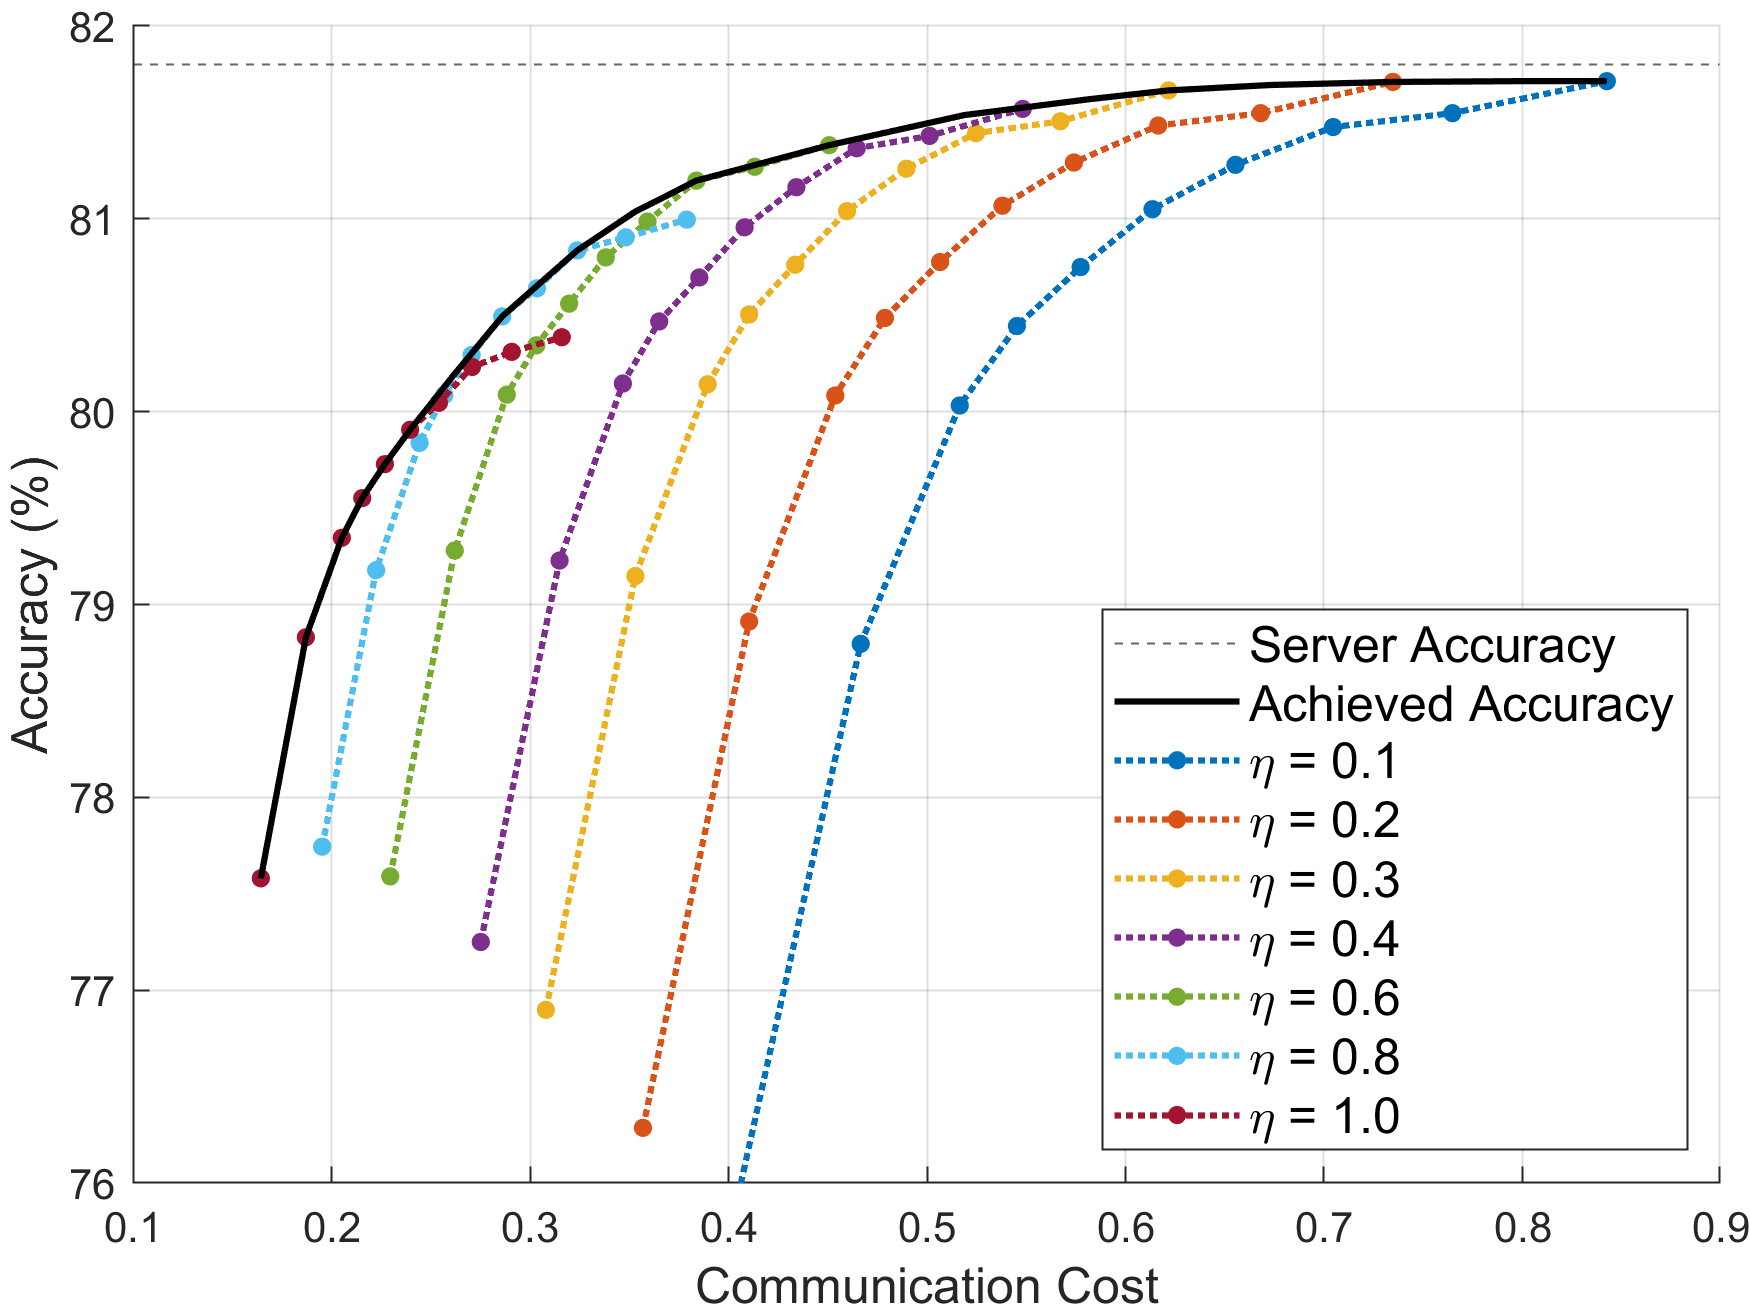 82
81
80
79
78
77
76
Accuracy (%)
Server Accuracy
Achieved Accuracy
η = 0.1
η = 0.2
η = 0.3
η = 0.4
η = 0.6
η = 0.8
η = 1.0
0.1 0.2 0.3 0.4 0.5 0.6 0.7 0.8 0.9
Communication Cost